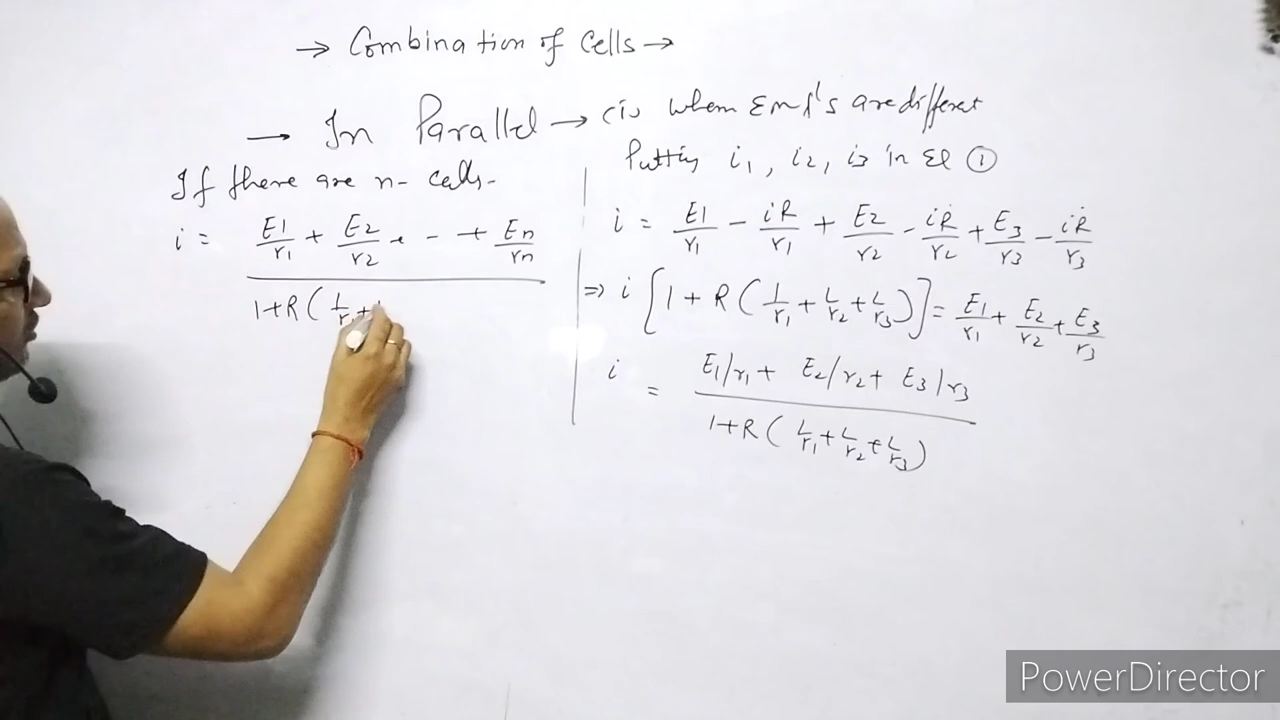 → Combination of Cells →
→ In Parallel → (i) when Emf's are different
If there are n- cells-
i = E1/r1 + E2/r2 . - - + En/rn
1+R(1/r1+
Putting i1, i2, i3 in Eq ①
i = E1/r1 - iR/r1 + E2/r2 - iR/r2 + E3/r3 - iR/r3
⇒ i [1 + R(1/r1 + 1/r2 + 1/r3)] = E1/r1 + E2/r2 + E3/r3
i = E1/r1 + E2/r2 + E3/r3
1+R(1/r1+1/r2+1/r3)
PowerDirector